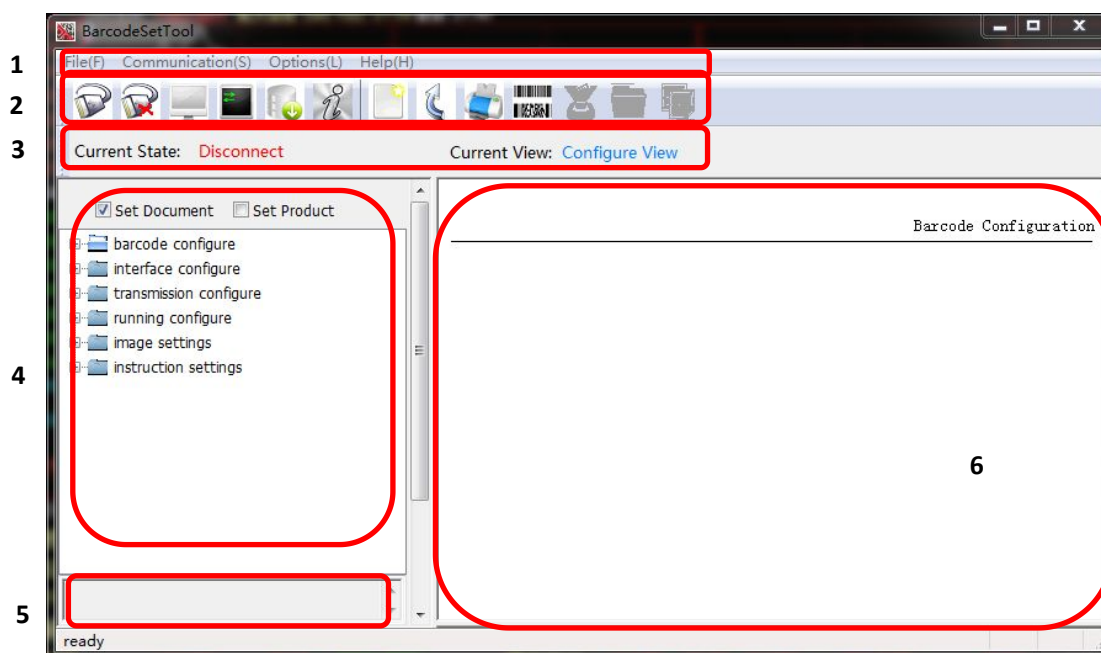 BarcodeSetTool
1
File(F) Communication(S) Options(L) Help(H)
2
3
Current State: Disconnect Current View: Configure View
Set Document Set Product
Barcode Configuration
barcode configure
interface configure
transmission configure
running configure
image settings
instruction settings
4
6
5
ready